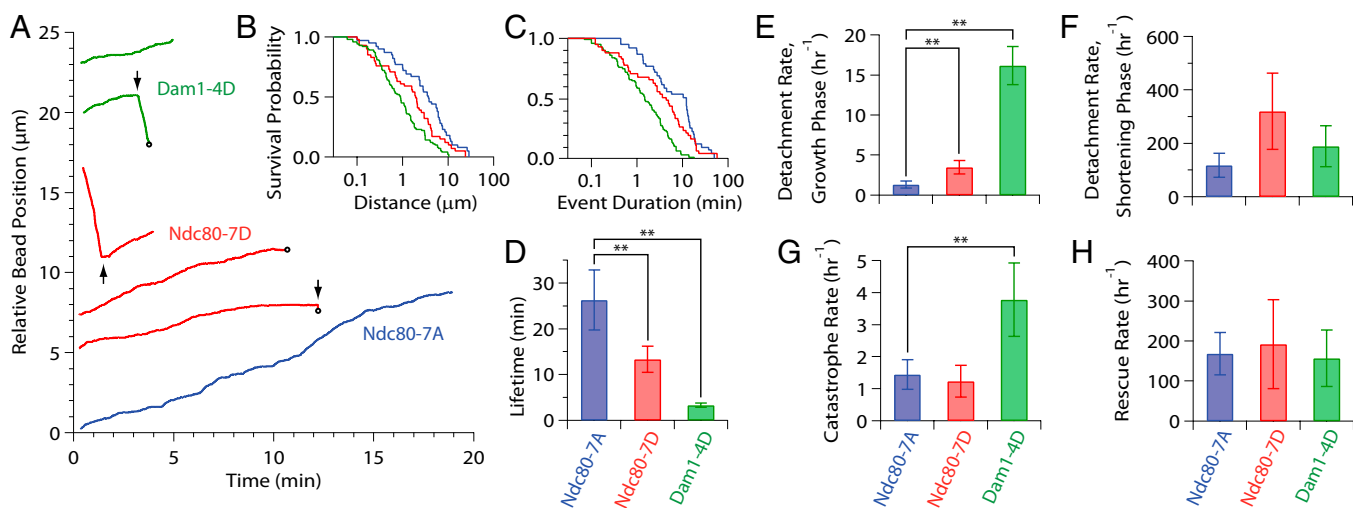 A
Relative Bead Position (µm)
25
20
15
10
5
0
Dam1-4D
Ndc80-7D
Ndc80-7A
0
5
10
15
20
Time (min)
B
Survival Probability
1.0
0.5
0.0
0.1
1
10
100
Distance (µm)
C
1.0
0.5
0.0
0.1
1
10
100
Event Duration (min)
D
Lifetime (min)
30
20
10
0
**
**
Ndc80-7A
Ndc80-7D
Dam1-4D
E
Detachment Rate,
Growth Phase (hr⁻¹)
20
15
10
5
0
**
**
F
Detachment Rate,
Shortening Phase (hr⁻¹)
600
400
200
0
G
Catastrophe Rate (hr⁻¹)
5
4
3
2
1
0
**
Ndc80-7A
Ndc80-7D
Dam1-4D
H
Rescue Rate (hr⁻¹)
400
300
200
100
0
Ndc80-7A
Ndc80-7D
Dam1-4D